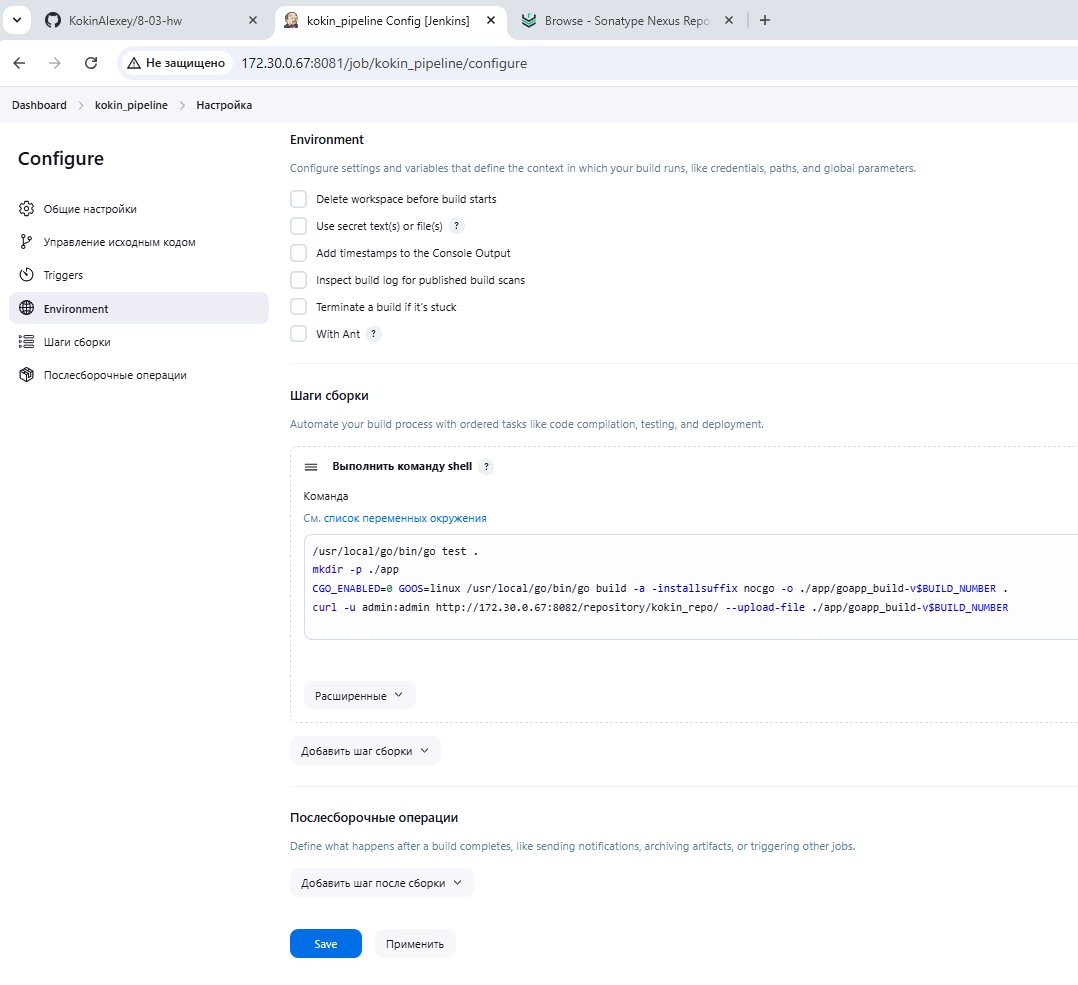 KokinAlexey/8-03-hw
kokin_pipeline Config [Jenkins]
Browse - Sonatype Nexus Repo
Не защищено 172.30.0.67:8081/job/kokin_pipeline/configure
Dashboard kokin_pipeline Настройка
Configure
Общие настройки
Управление исходным кодом
Triggers
Environment
Шаги сборки
Послесборочные операции
Environment
Configure settings and variables that define the context in which your build runs, like credentials, paths, and global parameters.
Delete workspace before build starts
Use secret text(s) or file(s) ?
Add timestamps to the Console Output
Inspect build log for published build scans
Terminate a build if it's stuck
With Ant ?
Шаги сборки
Automate your build process with ordered tasks like code compilation, testing, and deployment.
Выполнить команду shell ?
Команда
См. список переменных окружения
/usr/local/go/bin/go test .
mkdir -p ./app
CGO_ENABLED=0 GOOS=linux /usr/local/go/bin/go build -a -installsuffix nocgo -o ./app/goapp_build-v$BUILD_NUMBER .
curl -u admin:admin http://172.30.0.67:8082/repository/kokin_repo/ --upload-file ./app/goapp_build-v$BUILD_NUMBER
Расширенные
Добавить шаг сборки
Послесборочные операции
Define what happens after a build completes, like sending notifications, archiving artifacts, or triggering other jobs.
Добавить шаг после сборки
Save
Применить